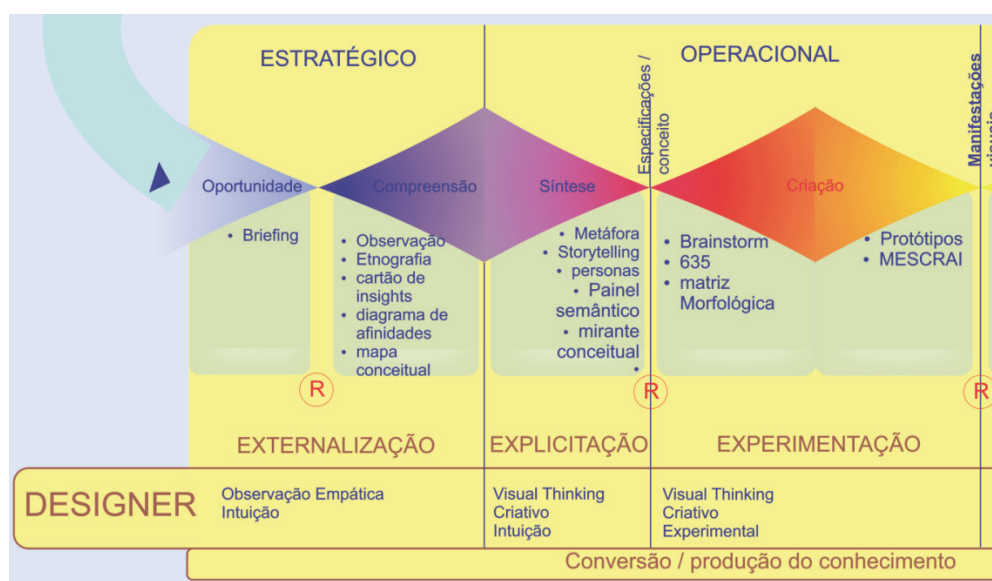 ESTRATÉGICO
OPERACIONAL
Especificações /
conceito
Manifestações
visuais
Oportunidade
Compreensão
Síntese
Criação
• Briefing
• Observação
• Etnografia
• cartão de
insights
• diagrama de
afinidades
• mapa
conceitual
• Metáfora
• Storytelling
• personas
• Painel
semântico
• mirante
conceitual
•
• Brainstorm
• 635
• matriz
Morfológica
• Protótipos
• MESCRAI
R
R
R
EXTERNALIZAÇÃO
EXPLICITAÇÃO
EXPERIMENTAÇÃO
DESIGNER
Observação Empática
Intuição
Visual Thinking
Criativo
Intuição
Visual Thinking
Criativo
Experimental
Conversão / produção do conhecimento